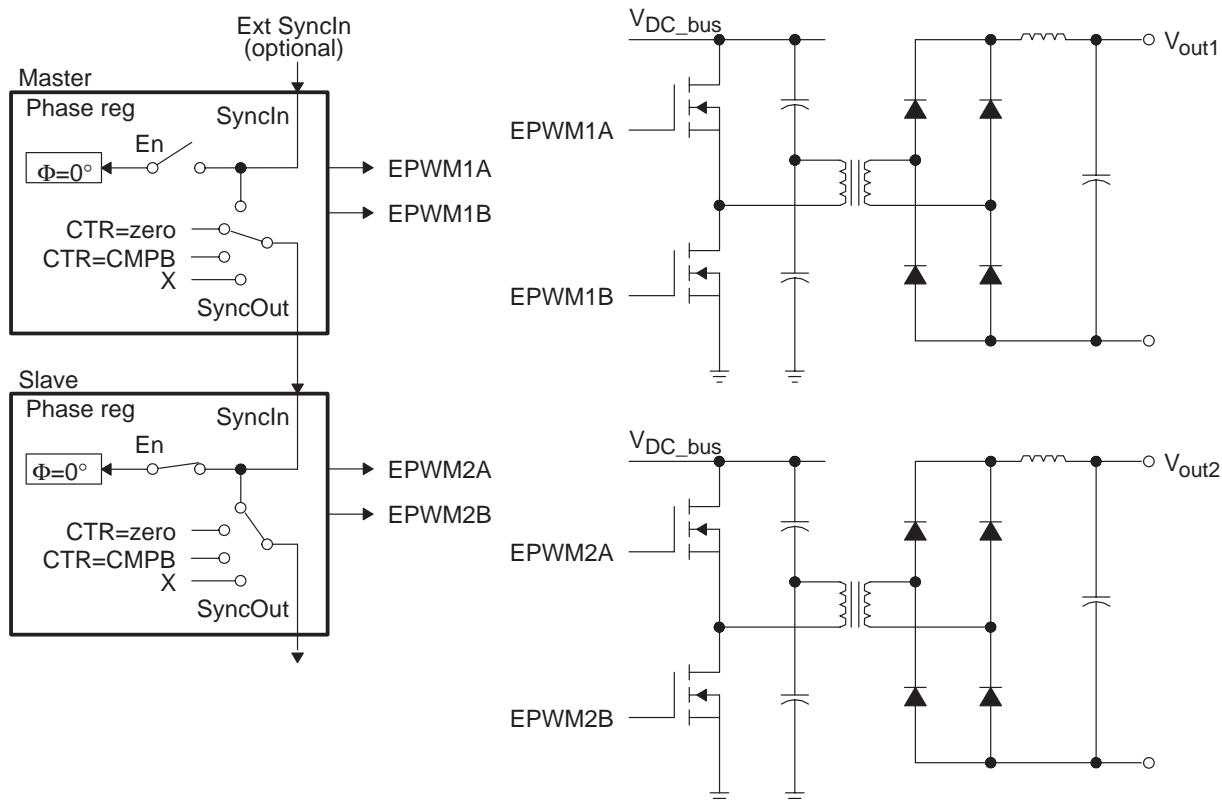 Ext SyncIn
(optional)
Master
Phase reg
SyncIn
En
Φ=0°
EPWM1A
EPWM1B
CTR=zero
CTR=CMPB
X
SyncOut
Slave
Phase reg
SyncIn
En
Φ=0°
EPWM2A
EPWM2B
CTR=zero
CTR=CMPB
X
SyncOut
VDC_bus
Vout1
EPWM1A
EPWM1B
VDC_bus
Vout2
EPWM2A
EPWM2B